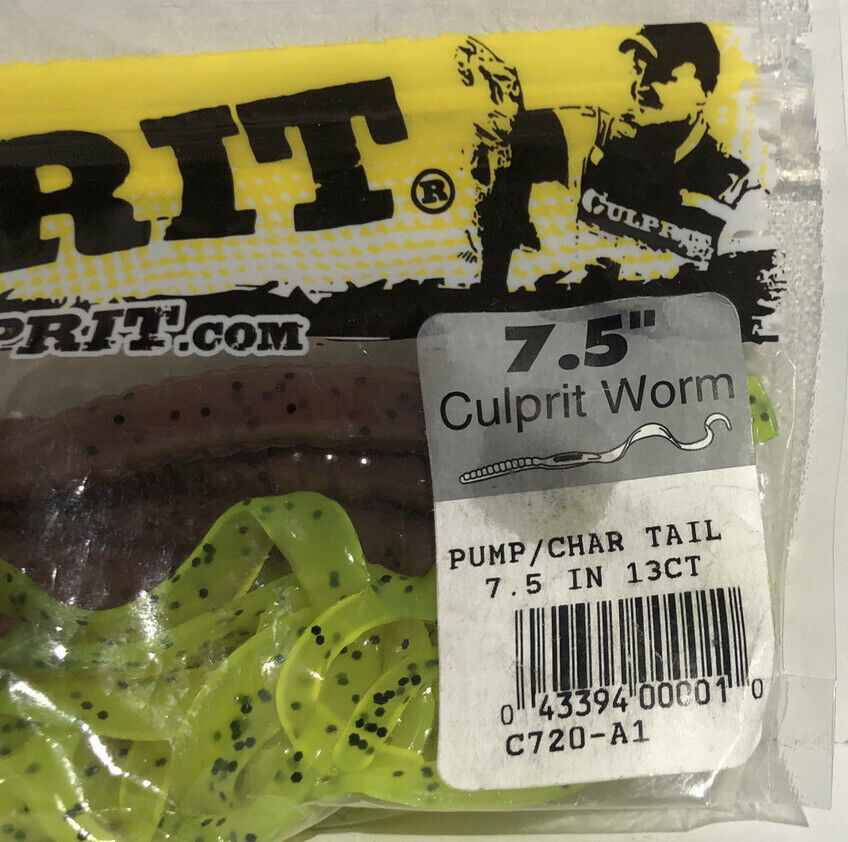 RIT®
CULPRIT
PRIT.COM
7.5"
Culprit Worm
PUMP/CHAR TAIL
7.5 IN 13CT
0 43394 00001 0
C720-A1